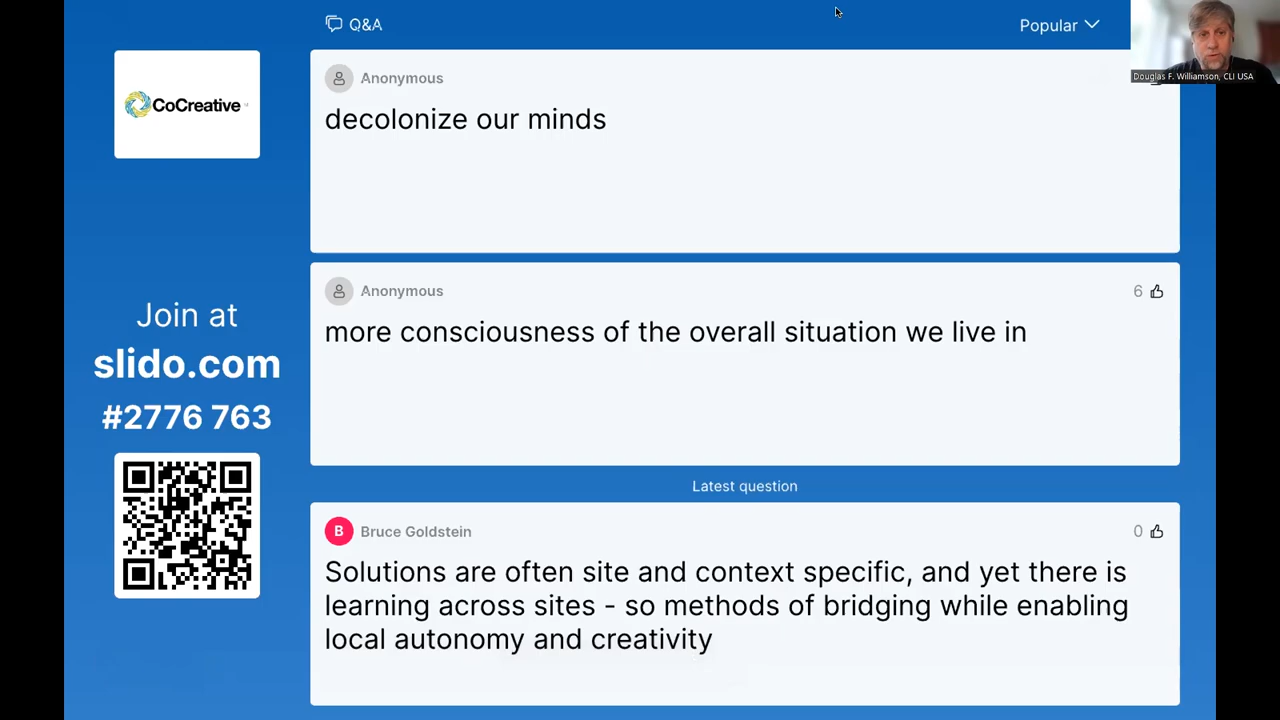 Q&A
Popular
Douglas F. Williamson, CLI USA
CoCreative
Anonymous
decolonize our minds
Anonymous
6
more consciousness of the overall situation we live in
Join at
slido.com
#2776 763
Latest question
B
Bruce Goldstein
0
Solutions are often site and context specific, and yet there is
learning across sites - so methods of bridging while enabling
local autonomy and creativity